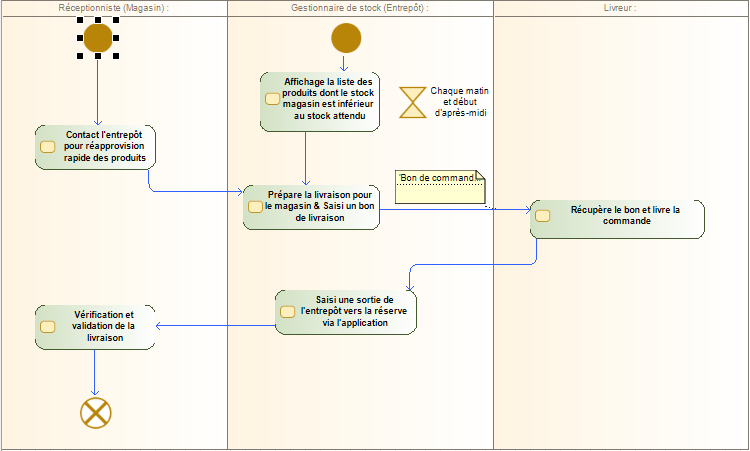 Réceptionniste (Magasin) :
Gestionnaire de stock (Entrepôt) :
Livreur :
Affichage la liste des
produits dont le stock
magasin est inférieur
au stock attendu
Chaque matin
et début
d'après-midi
Contact l'entrepôt
pour réapprovision
rapide des produits
Prépare la livraison pour
le magasin & Saisi un bon
de livraison
'Bon de command...
Récupère le bon et livre la
commande
Saisi une sortie de
l'entrepôt vers la réserve
via l'application
Vérification et
validation de la
livraison